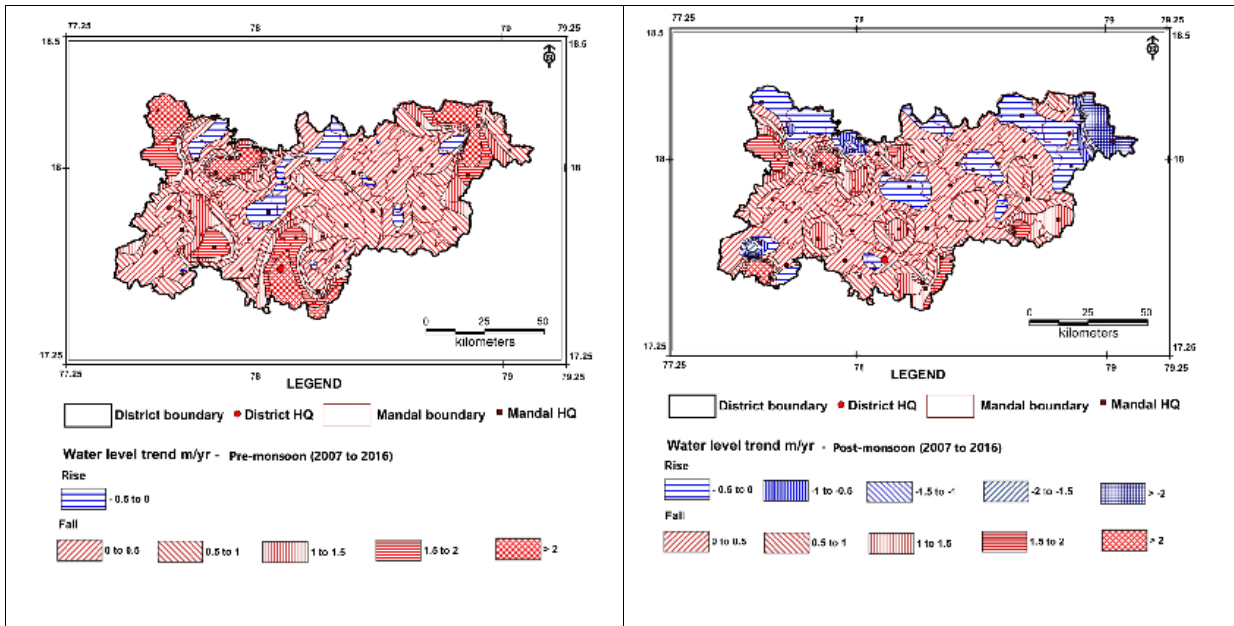 77.25 78 79 79.25
18.5 18.5
18 18
0 25 50
kilometers
17.25 17.25
77.25 78 79 79.25
LEGEND
District boundary District HQ Mandal boundary Mandal HQ
Water level trend m/yr - Pre-monsoon (2007 to 2016)
Rise
- 0.5 to 0
Fall
0 to 0.5 0.5 to 1 1 to 1.5 1.5 to 2 > 2
77.25 78 79 79.25
18.5 18.5
18 18
0 25 50
kilometers
17.25 17.25
77.25 78 79 79.25
LEGEND
District boundary District HQ Mandal boundary Mandal HQ
Water level trend m/yr - Post-monsoon (2007 to 2016)
Rise
- 0.5 to 0 -1 to -0.5 -1.5 to -1 -2 to -1.5 > -2
Fall
0 to 0.5 0.5 to 1 1 to 1.5 1.5 to 2 > 2